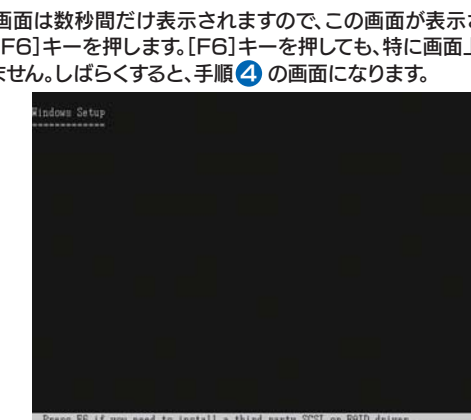 画面は数秒間だけ表示されますので、この画面が表示
F6]キーを押します。[F6]キーを押しても、特に画面上
ません。しばらくすると、手順4の画面になります。
Windows Setup
Press F6 if you need to install a third party SCSI or RAID driver